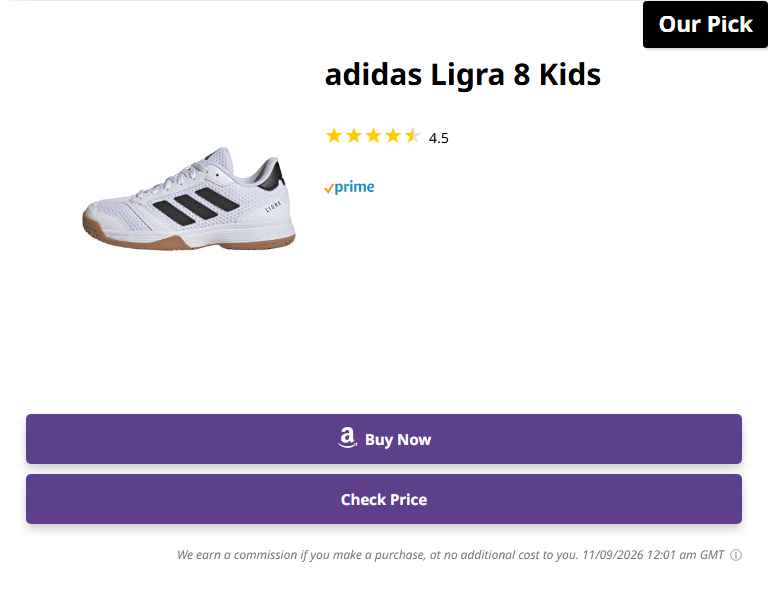 Our Pick
adidas Ligra 8 Kids
4.5
prime
LIGRA
Buy Now
Check Price
We earn a commission if you make a purchase, at no additional cost to you. 11/09/2026 12:01 am GMT